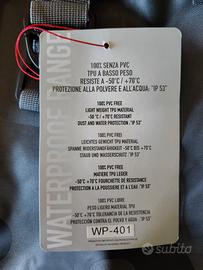 WATERPROOF RANGE
100% SENZA PVC
TPU A BASSO PESO
RESISTE A -50°C / +70°C
PROTEZIONE ALLA POLVERE E ALL'ACQUA: "IP 53"
100% PVC FREE
LIGHT WEIGHT TPU MATERIAL
-50°C / +70°C RESISTANT
DUST AND WATER PROTECTION "IP 53"
100% PVC FREI
LEICHTES GEWICHT TPU MATERIAL
SPANNE WIDERSTANDSFÄHIGKEIT -50°C BIS +70°C
STAUB UND WASSERSCHUTZ "IP 53"
100% PVC FREE
MATIERE TPU LEGER
-50°C / +70°C FOURCHETTE DE RESISTANCE
PROTECTION A LA POUSSIERE ET A L'EAU "IP 53"
100% PVC LIBRE
PESO LIGERO MATERIAL TPU
-50°C +70°C TOLERANCIA DE LA RESISTENCIA
PROTECCIÓN CONTRA EL POLVO Y AGUA "IP 53"
WP-401
subito